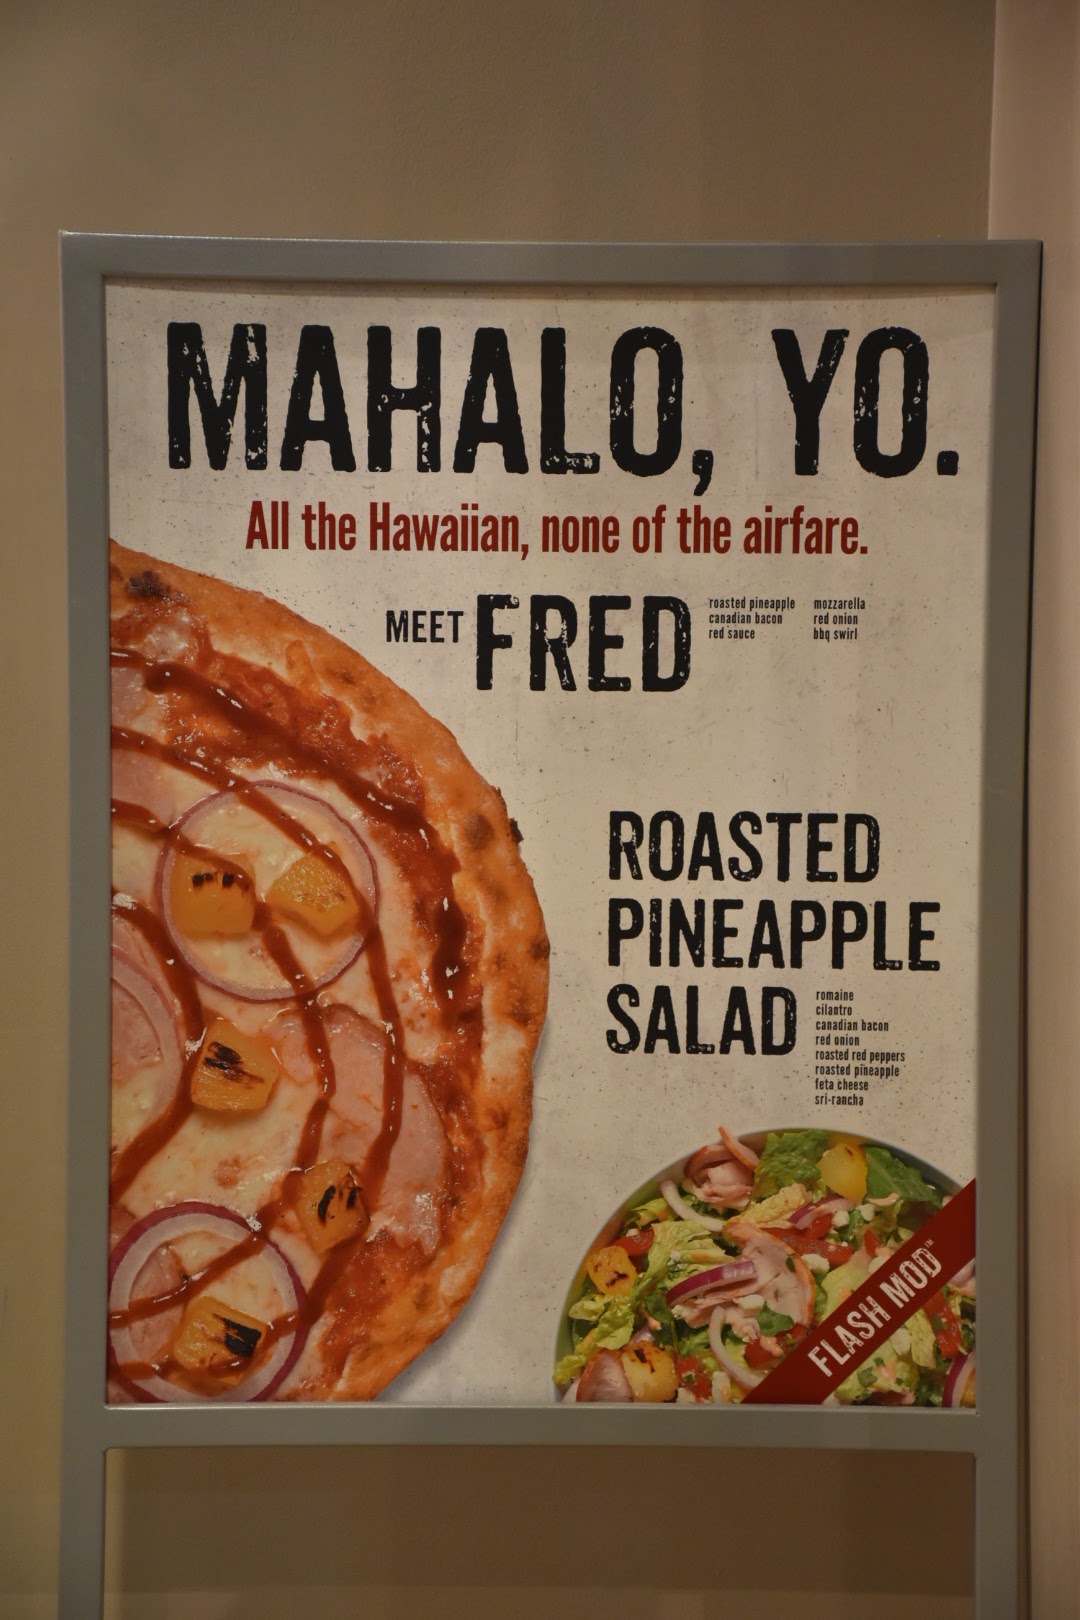 MAHALO, YO.
All the Hawaiian, none of the airfare.
MEET FRED
roasted pineapple
canadian bacon
red sauce
mozzarella
red onion
bbq swirl
ROASTED
PINEAPPLE
SALAD
romaine
cilantro
canadian bacon
red onion
roasted red peppers
roasted pineapple
feta cheese
sri-rancha
FLASH MOD™